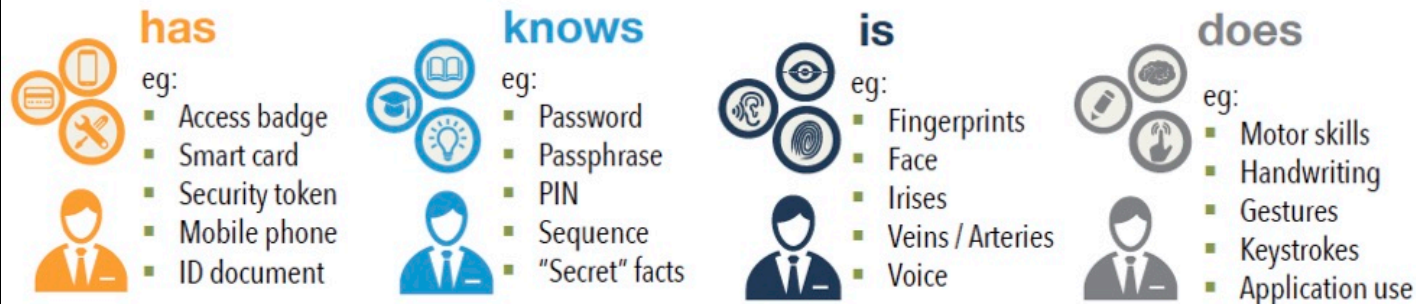 has
eg:
▪ Access badge
▪ Smart card
▪ Security token
▪ Mobile phone
▪ ID document
knows
eg:
▪ Password
▪ Passphrase
▪ PIN
▪ Sequence
▪ "Secret" facts
is
eg:
▪ Fingerprints
▪ Face
▪ Irises
▪ Veins / Arteries
▪ Voice
does
eg:
▪ Motor skills
▪ Handwriting
▪ Gestures
▪ Keystrokes
▪ Application use